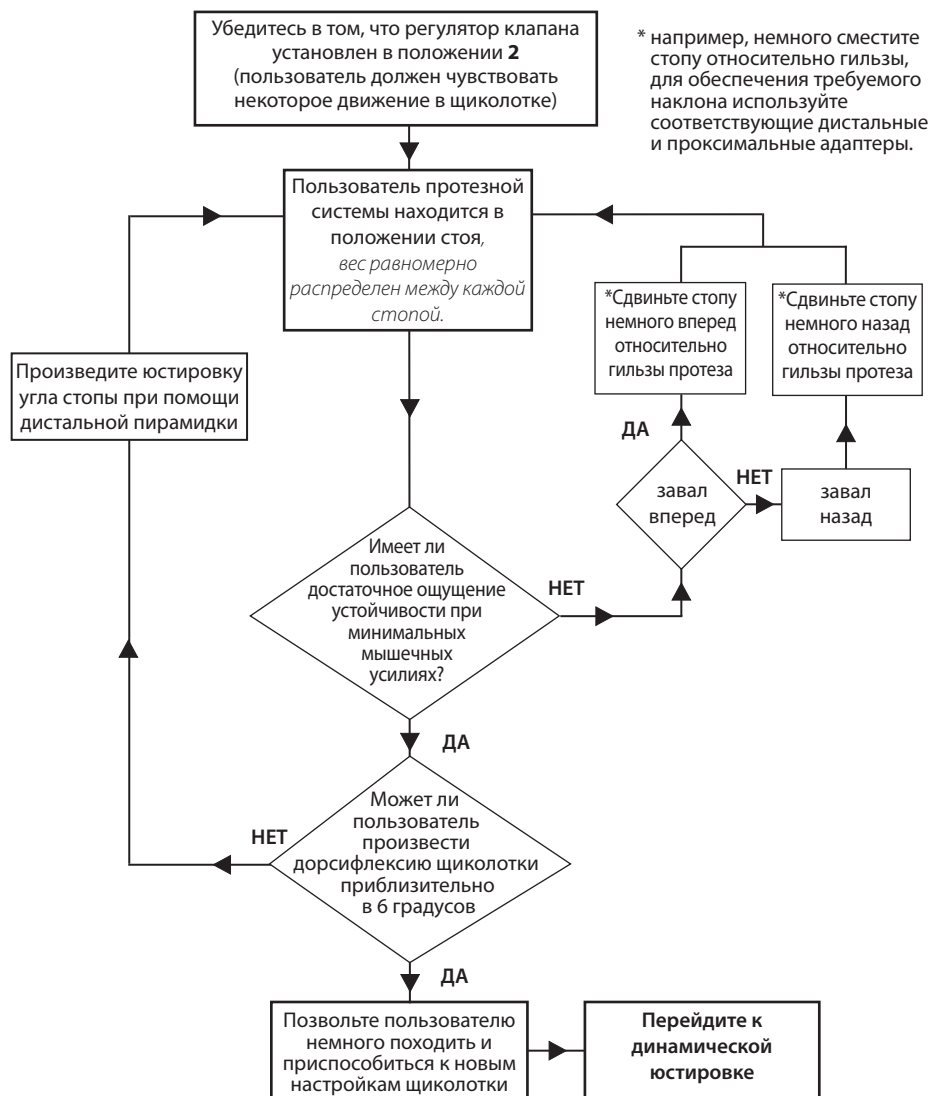 Убедитесь в том, что регулятор клапана
установлен в положении 2
(пользователь должен чувствовать
некоторое движение в щиколотке)
* например, немного сместите
стопу относительно гильзы,
для обеспечения требуемого
наклона используйте
соответствующие дистальные
и проксимальные адаптеры.
Пользователь протезной
системы находится в
положении стоя,
вес равномерно
распределен между каждой
стопой.
*Сдвиньте стопу
немного вперед
относительно
гильзы протеза
*Сдвиньте стопу
немного назад
относительно
гильзы протеза
Произведите юстировку
угла стопы при помощи
дистальной пирамидки
ДА
завал
вперед
НЕТ
завал
назад
Имеет ли
пользователь
достаточное ощущение
устойчивости при
минимальных
мышечных
усилиях?
НЕТ
ДА
Может ли
пользователь
произвести
дорсифлексию щиколотки
приблизительно
в 6 градусов
НЕТ
ДА
Позвольте пользователю
немного походить и
приспособиться к новым
настройкам щиколотки
Перейдите к
динамической
юстировке